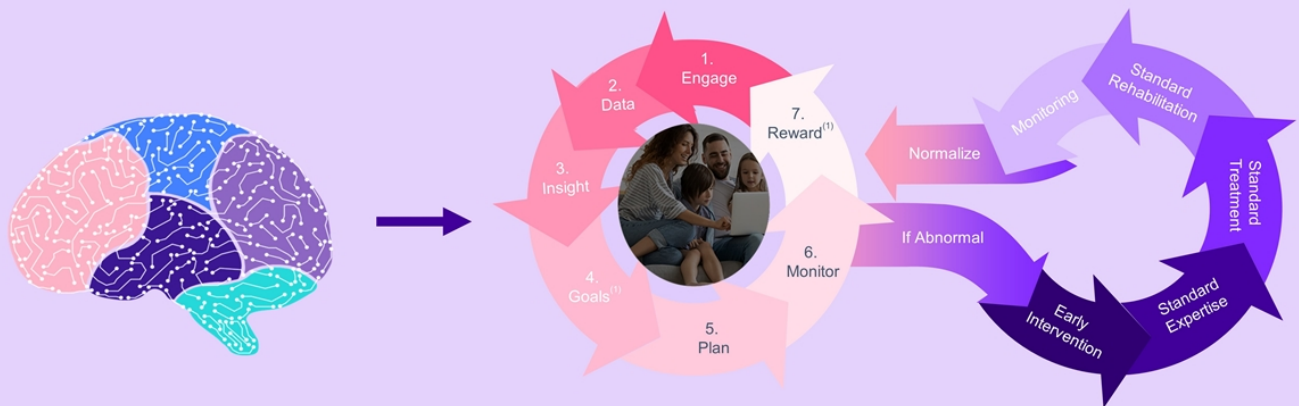 1.
Engage
2.
Data
3.
Insight
4.
Goals(1)
5.
Plan
6.
Monitor
7.
Reward(1)
If Abnormal
Early
Intervention
Standard
Expertise
Standard
Treatment
Standard
Rehabilitation
Monitoring
Normalize